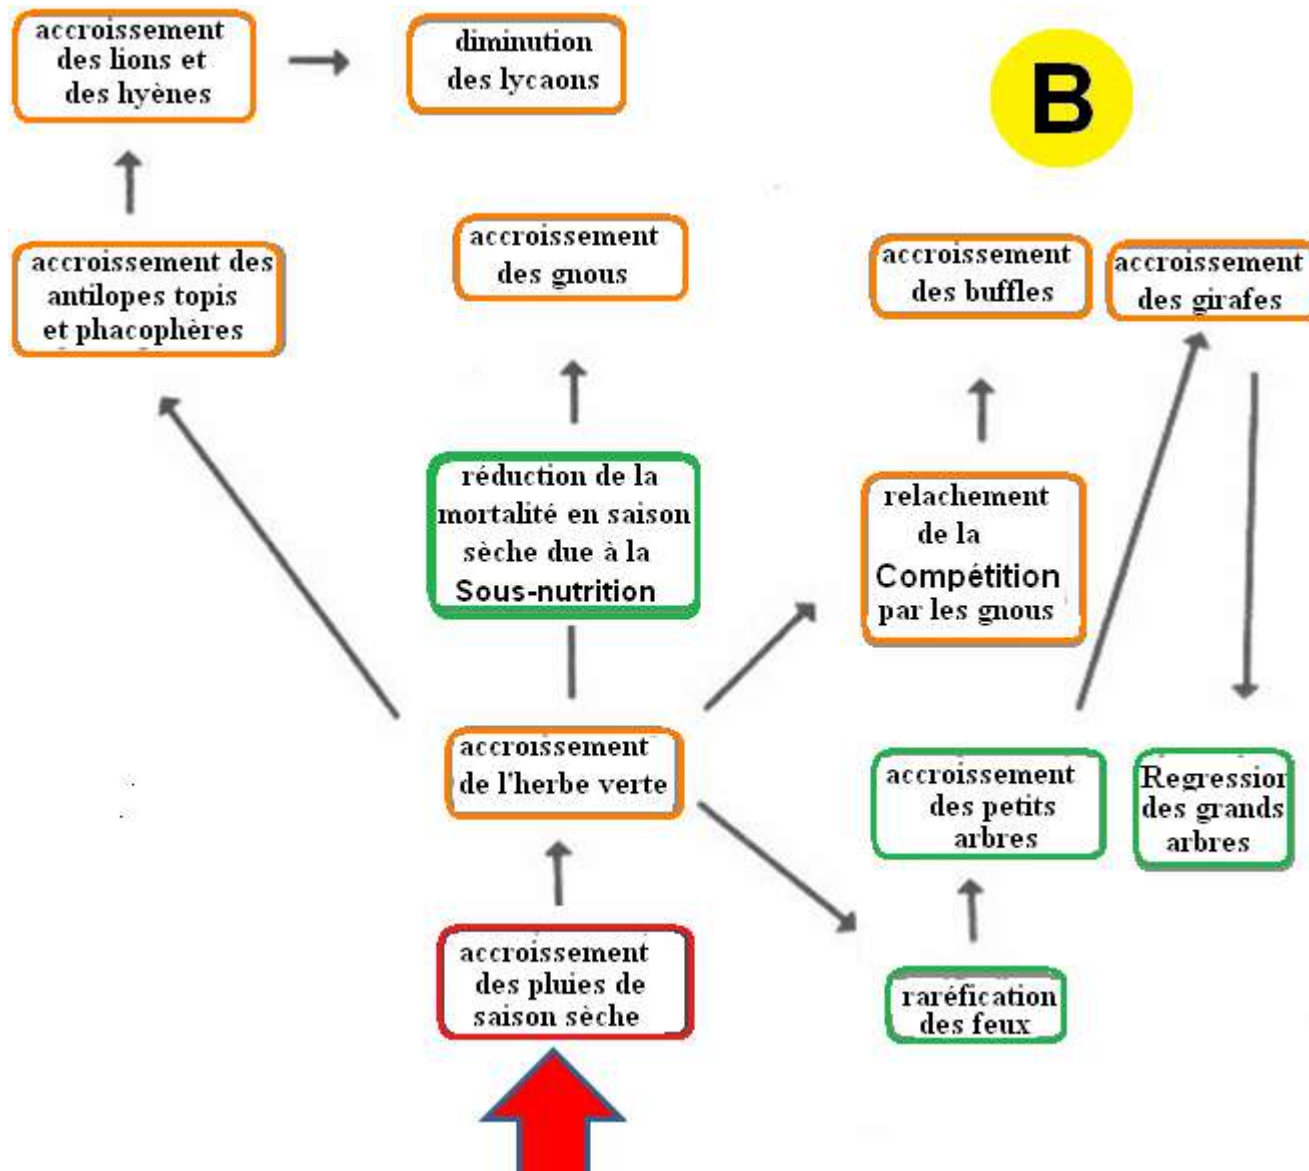 accroissement
des lions et
des hyènes
diminution
des lycaons
B
accroissement des
antilopes topis
et phacophères
accroissement
des gnous
accroissement
des buffles
accroissement
des girafes
réduction de la
mortalité en saison
sèche due à la
Sous-nutrition
relachement
de la
Compétition
par les gnous
accroissement
de l'herbe verte
accroissement
des petits
arbres
Regression
des grands
arbres
accroissement
des pluies de
saison sèche
raréfication
des feux